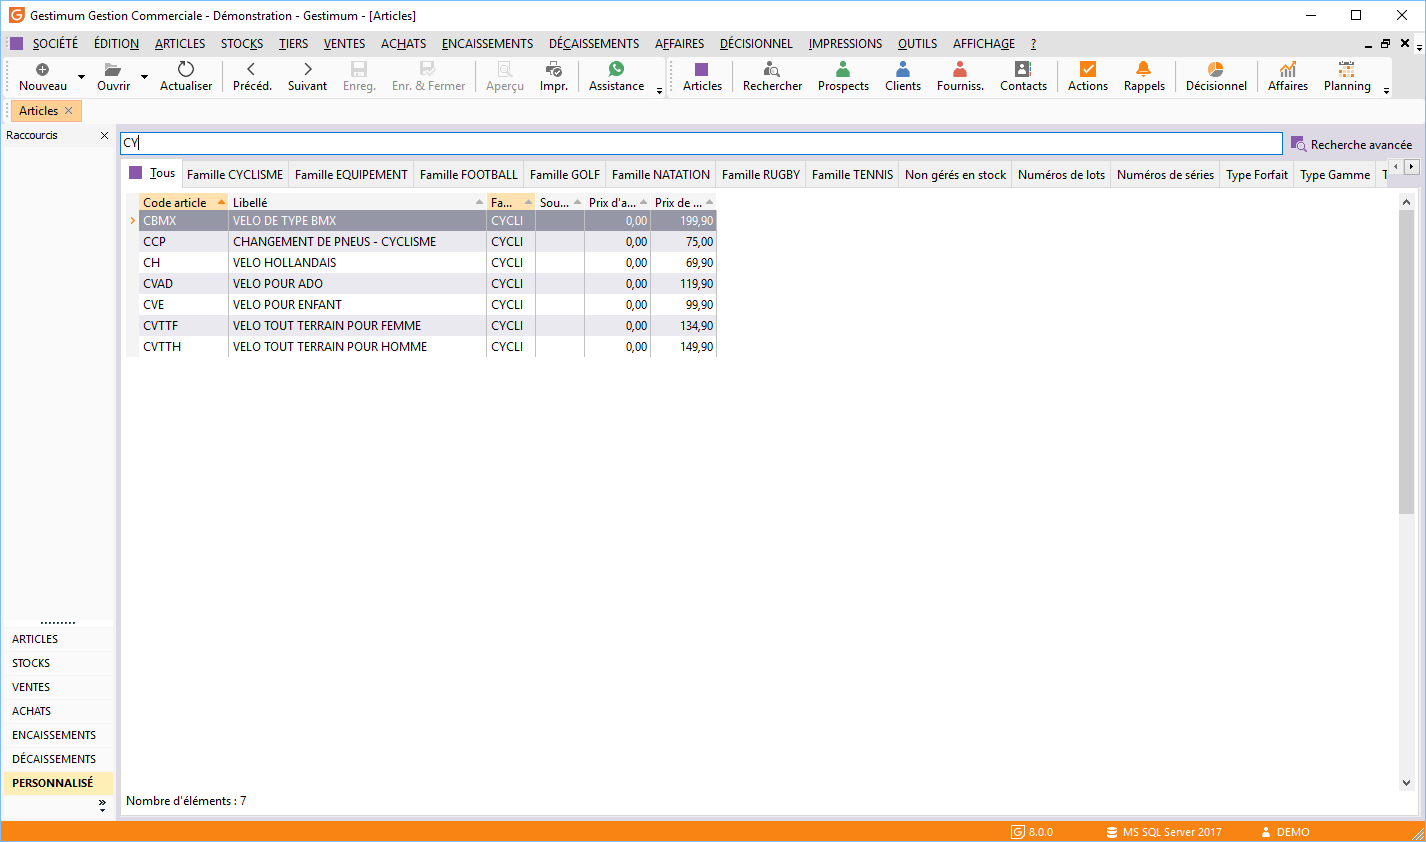 Gestimum Gestion Commerciale - Démonstration - Gestimum - [Articles]
SOCIÉTÉ ÉDITION ARTICLES STOCKS TIERS VENTES ACHATS ENCAISSEMENTS DÉCAISSEMENTS AFFAIRES DÉCISIONNEL IMPRESSIONS OUTILS AFFICHAGE ?
Nouveau Ouvrir Actualiser Précéd. Suivant Enreg. Enr. & Fermer Aperçu Impr. Assistance Articles Rechercher Prospects Clients Fourniss. Contacts Actions Rappels Décisionnel Affaires Planning
Articles
Raccourcis
CY
Recherche avancée
Tous Famille CYCLISME Famille EQUIPEMENT Famille FOOTBALL Famille GOLF Famille NATATION Famille RUGBY Famille TENNIS Non gérés en stock Numéros de lots Numéros de séries Type Forfait Type Gamme T
Code article Libellé Fa... Sou... Prix d'a... Prix de ...
CBMX VELO DE TYPE BMX CYCLI 0,00 199,90
CCP CHANGEMENT DE PNEUS - CYCLISME CYCLI 0,00 75,00
CH VELO HOLLANDAIS CYCLI 0,00 69,90
CVAD VELO POUR ADO CYCLI 0,00 119,90
CVE VELO POUR ENFANT CYCLI 0,00 99,90
CVTTF VELO TOUT TERRAIN POUR FEMME CYCLI 0,00 134,90
CVTTH VELO TOUT TERRAIN POUR HOMME CYCLI 0,00 149,90
ARTICLES
STOCKS
VENTES
ACHATS
ENCAISSEMENTS
DÉCAISSEMENTS
PERSONNALISÉ
Nombre d'éléments : 7
8.0.0 MS SQL Server 2017 DEMO